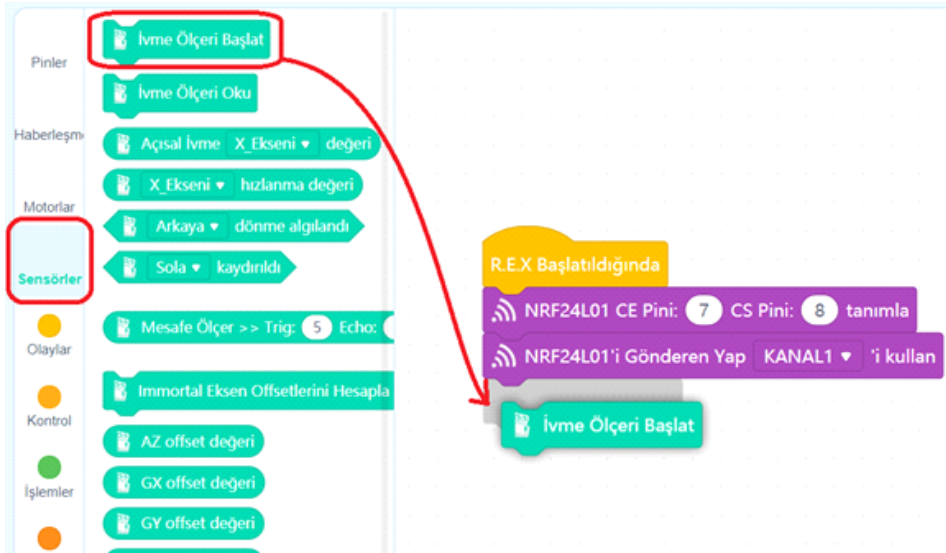 Pinler
Haberleşm
Motorlar
Sensörler
Olaylar
Kontrol
İşlemler
İvme Ölçeri Başlat
İvme Ölçeri Oku
Açısal İvme X_Ekseni değeri
X_Ekseni hızlanma değeri
Arkaya dönme algılandı
Sola kaydırıldı
Mesafe Ölçer >> Trig: 5 Echo:
Immortal Eksen Offsetlerini Hesapla
AZ offset değeri
GX offset değeri
GY offset değeri
R.E.X Başlatıldığında
NRF24L01 CE Pini: 7 CS Pini: 8 tanımla
NRF24L01'i Gönderen Yap KANAL1 'i kullan
İvme Ölçeri Başlat